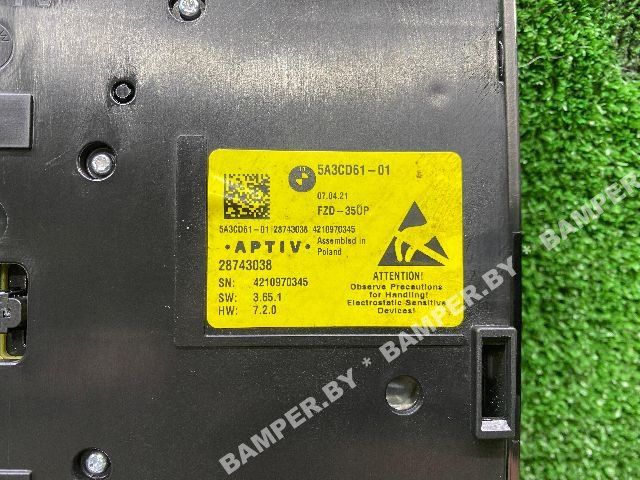 5A3CD61-01
07.04.21
FZD-35ÜP
5A3CD61-01 28743038 4210970345
• APTIV •
Assembled in
Poland
28743038
SN: 4210970345
SW: 3.65.1
HW: 7.2.0
ATTENTION!
Observe Precautions
for Handling!
Electrostatic Sensitive
Devices!
BAMPER.BY * BAMPER.BY * BAMPER.BY